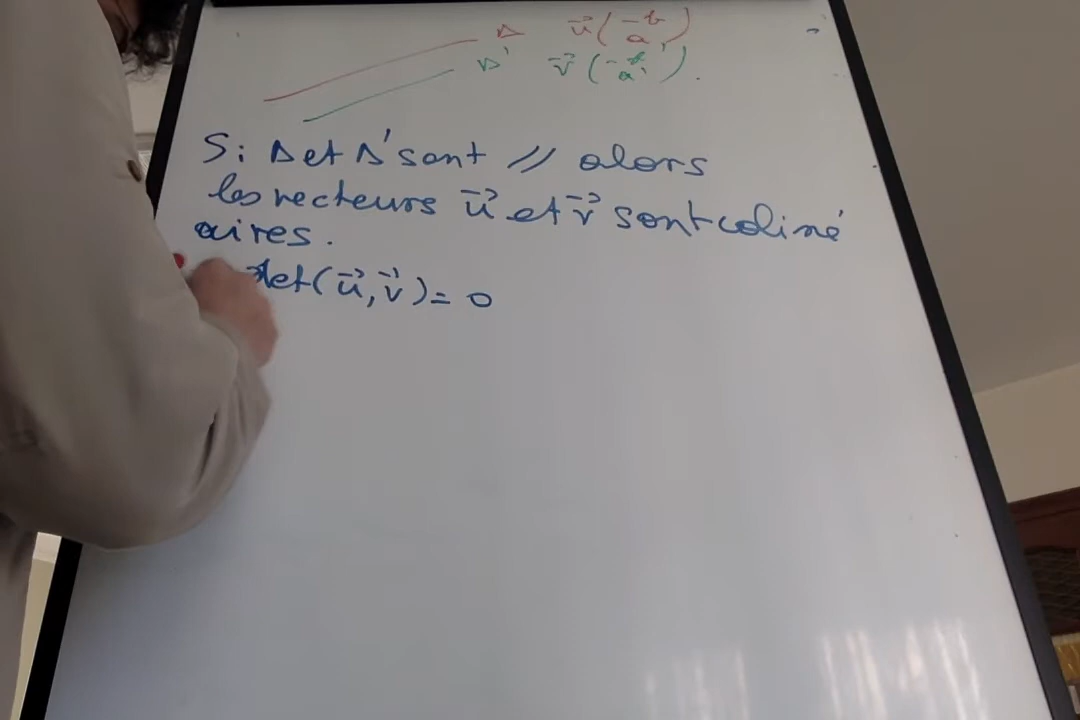 Δ u⃗(-b a)
Δ' v⃗(-b' a').
Si Δ et Δ' sont // alors
les vecteurs u⃗ et v⃗ sont coliné
aires.
det(u⃗,v⃗)= 0